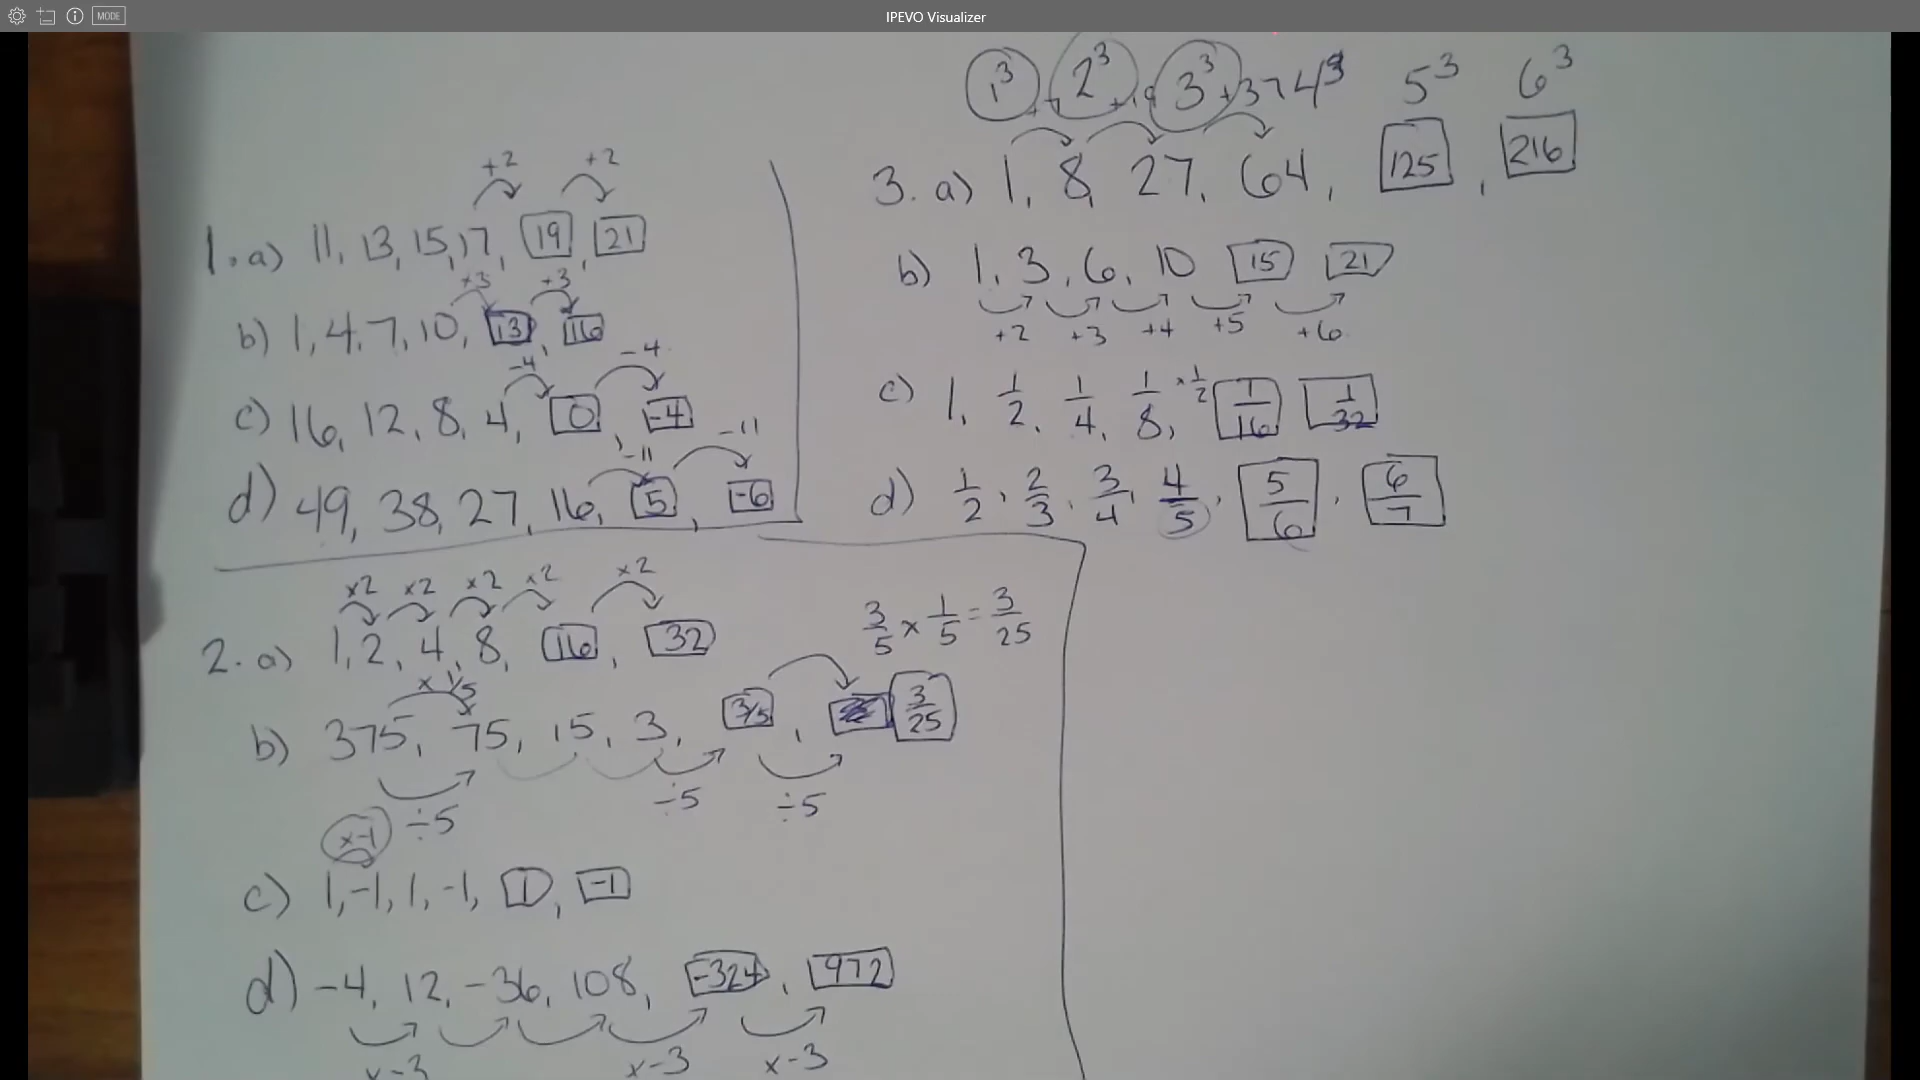 MODE
IPEVO Visualizer
+2 +2
1. a) 11, 13, 15, 17, 19, 21
+3 +3
b) 1, 4, 7, 10, 13, 16
-4 -4
c) 16, 12, 8, 4, 0, -4
-11 -11
d) 49, 38, 27, 16, 5, -6
x2 x2 x2 x2 x2
2. a) 1, 2, 4, 8, 16, 32
3/5 x 1/5 = 3/25
x 1/5
b) 375, 75, 15, 3, 3/5, 3/25
÷5 ÷5 ÷5
x-1
c) 1, -1, 1, -1, 1, -1
d) -4, 12, -36, 108, -324, 972
x-3 x-3 x-3
1³ 2³ 3³ 4³ 5³ 6³
+19 +37
3. a) 1, 8, 27, 64, 125, 216
b) 1, 3, 6, 10 15 21
+2 +3 +4 +5 +6
c) 1, 1/2, 1/4, 1/8, x 1/2 1/16 1/32
d) 1/2, 2/3, 3/4, 4/5, 5/6, 6/7